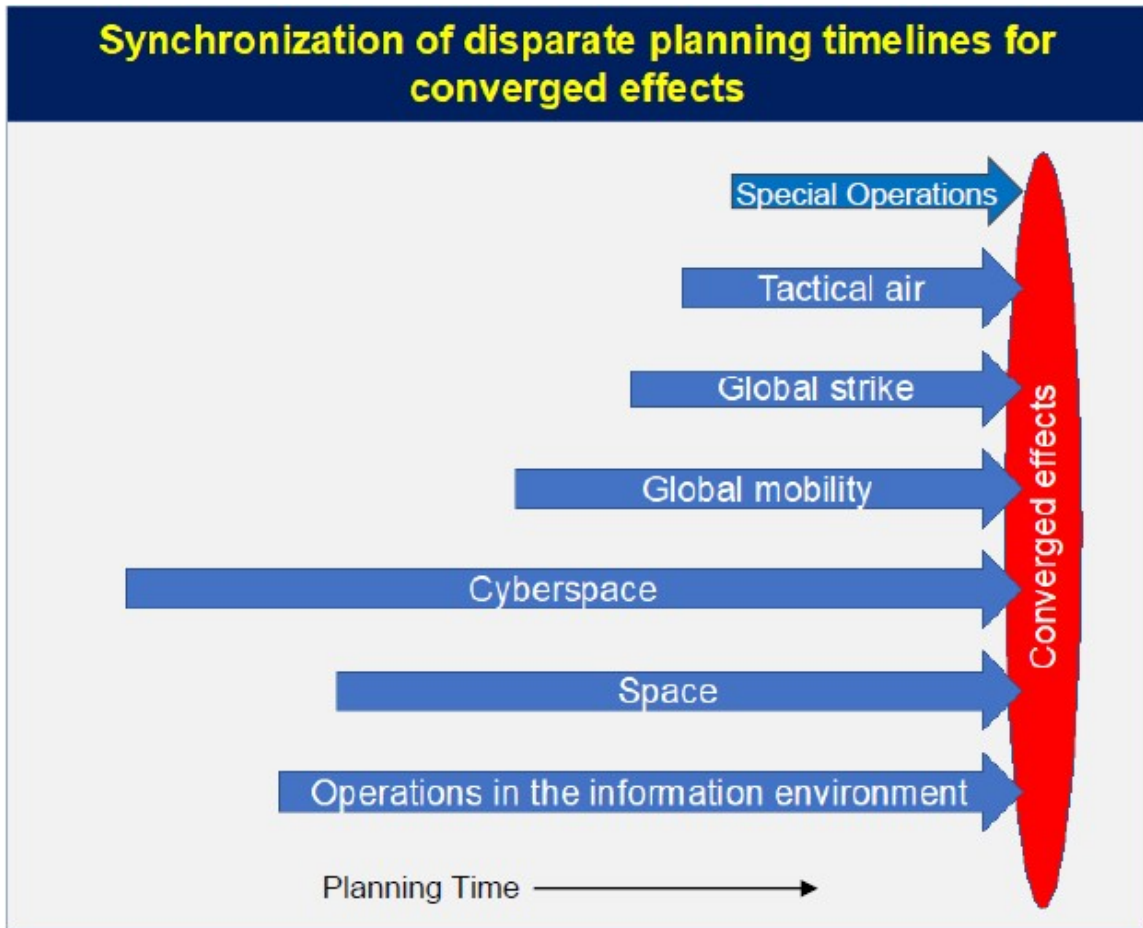 Synchronization of disparate planning timelines for
converged effects
Special Operations
Tactical air
Global strike
Global mobility
Cyberspace
Space
Operations in the information environment
Converged effects
Planning Time